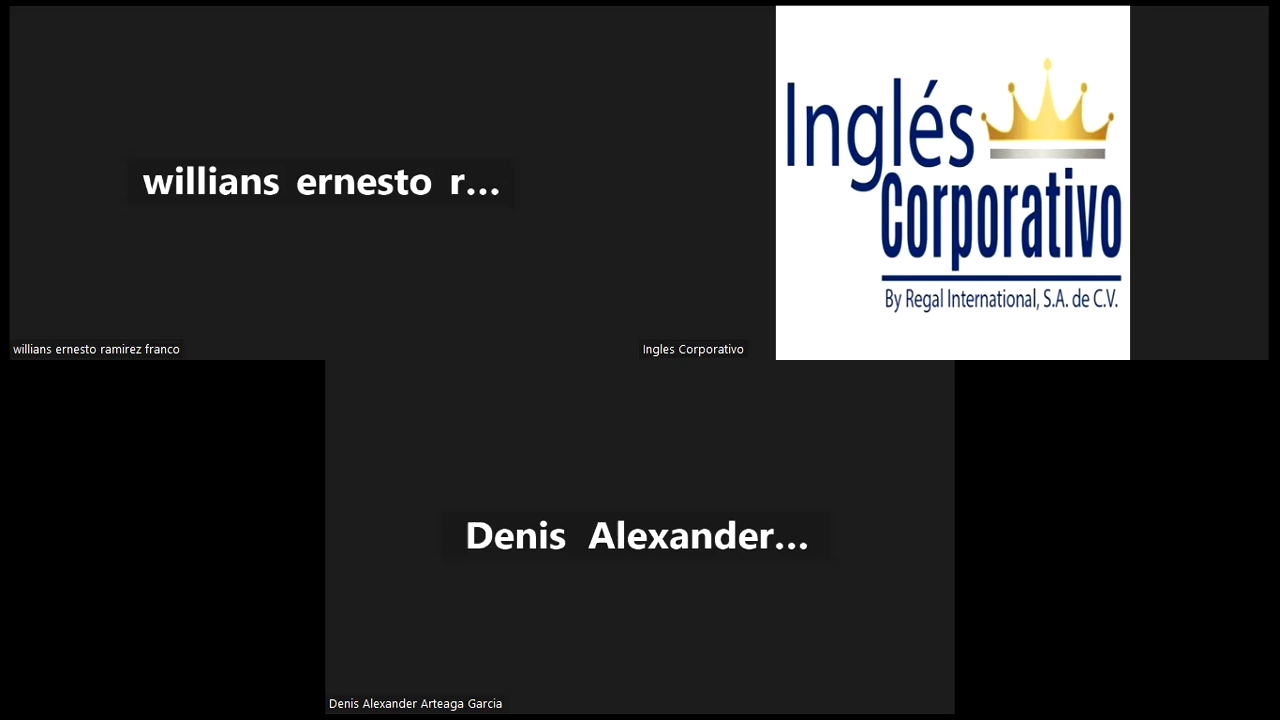 willians ernesto r...
willians ernesto ramirez franco
Inglés
Corporativo
By Regal International, S.A. de C.V.
Ingles Corporativo
Denis Alexander...
Denis Alexander Arteaga Garcia